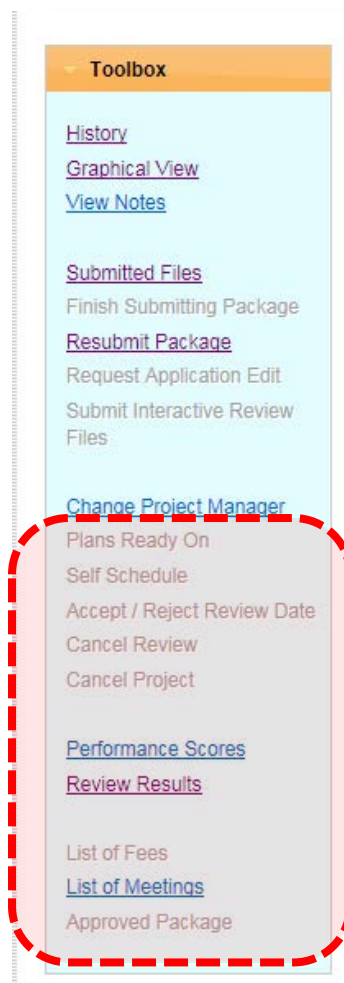 Toolbox
History
Graphical View
View Notes
Submitted Files
Finish Submitting Package
Resubmit Package
Request Application Edit
Submit Interactive Review
Files
Change Project Manager
Plans Ready On
Self Schedule
Accept / Reject Review Date
Cancel Review
Cancel Project
Performance Scores
Review Results
List of Fees
List of Meetings
Approved Package